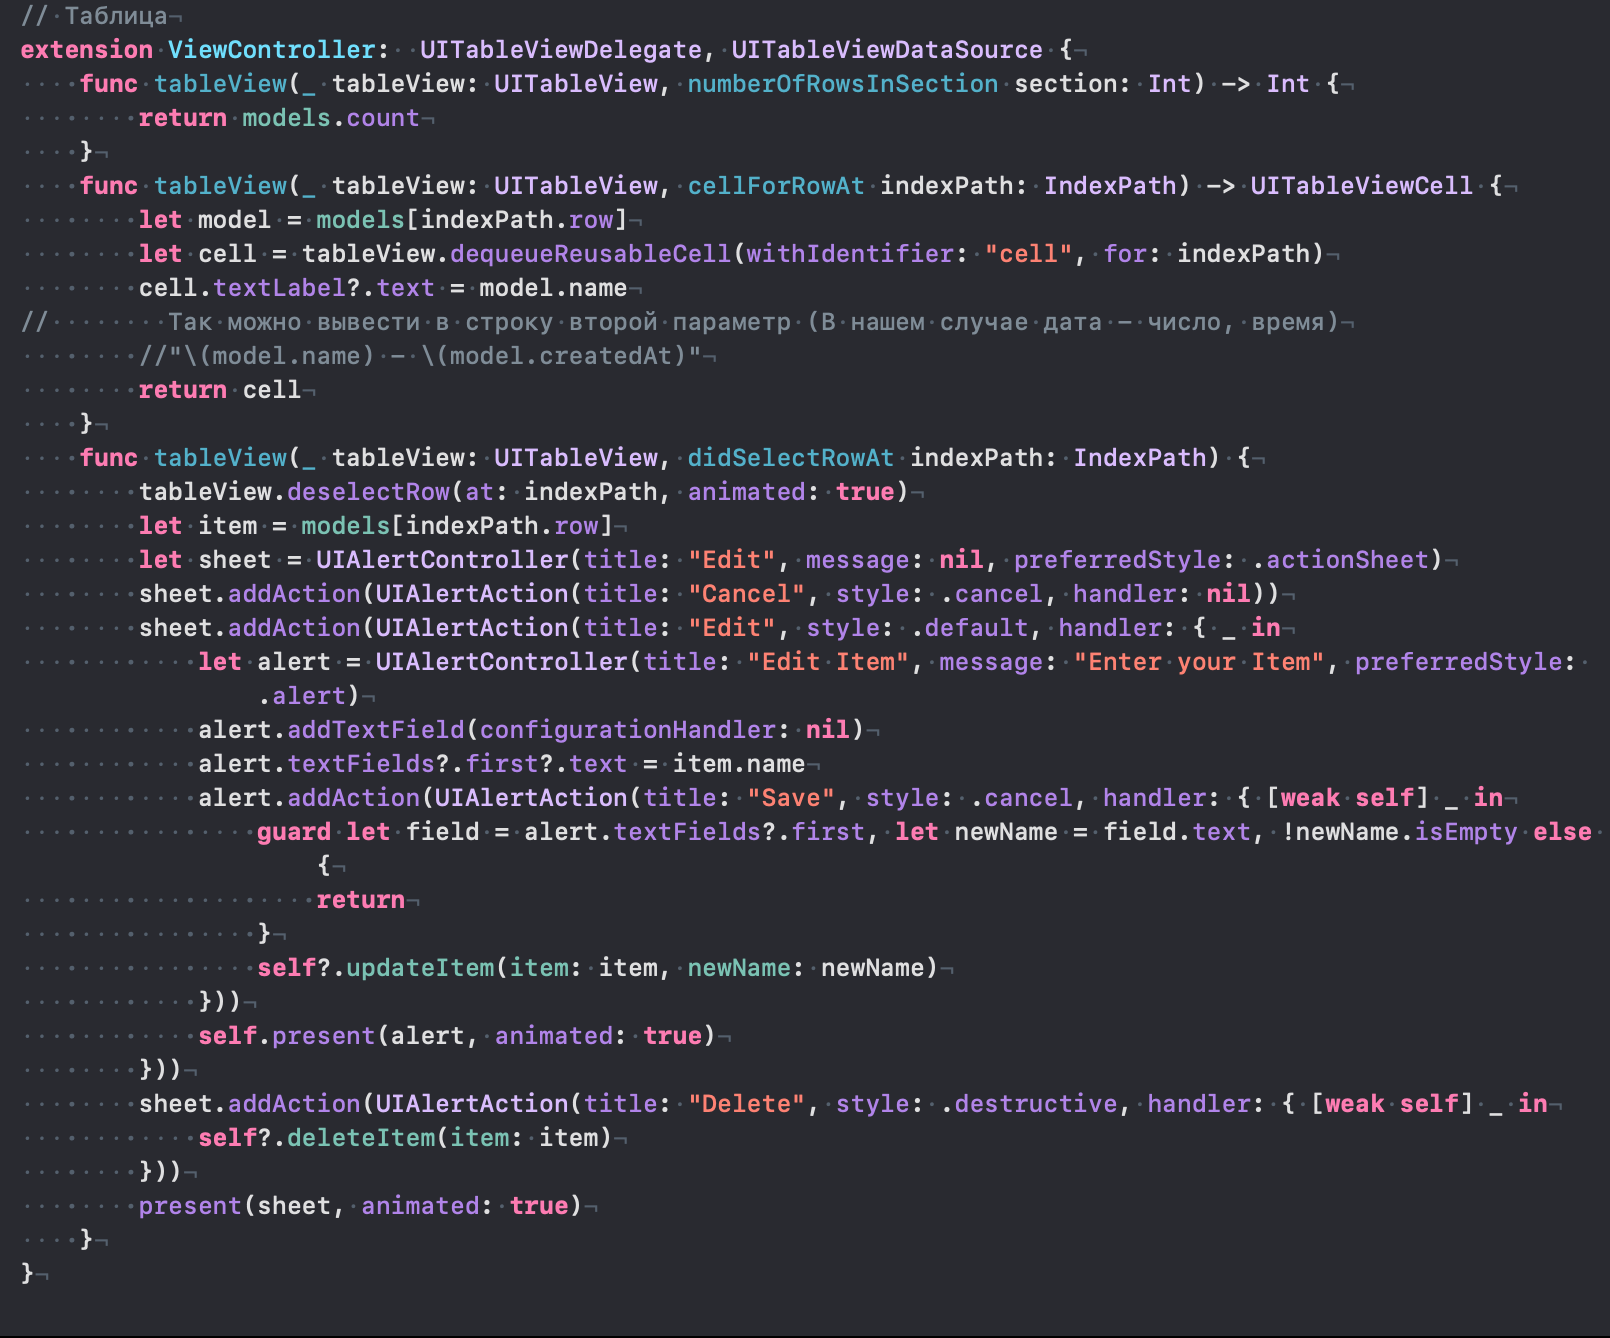 // Таблица
extension ViewController:  UITableViewDelegate, UITableViewDataSource {
    func tableView(_ tableView: UITableView, numberOfRowsInSection section: Int) -> Int {
        return models.count
    }
    func tableView(_ tableView: UITableView, cellForRowAt indexPath: IndexPath) -> UITableViewCell {
        let model = models[indexPath.row]
        let cell = tableView.dequeueReusableCell(withIdentifier: "cell", for: indexPath)
        cell.textLabel?.text = model.name
//        Так можно вывести в строку второй параметр (В нашем случае дата - число, время)
        //"\(model.name) - \(model.createdAt)"
        return cell
    }
    func tableView(_ tableView: UITableView, didSelectRowAt indexPath: IndexPath) {
        tableView.deselectRow(at: indexPath, animated: true)
        let item = models[indexPath.row]
        let sheet = UIAlertController(title: "Edit", message: nil, preferredStyle: .actionSheet)
        sheet.addAction(UIAlertAction(title: "Cancel", style: .cancel, handler: nil))
        sheet.addAction(UIAlertAction(title: "Edit", style: .default, handler: { _ in
            let alert = UIAlertController(title: "Edit Item", message: "Enter your Item", preferredStyle:
                .alert)
            alert.addTextField(configurationHandler: nil)
            alert.textFields?.first?.text = item.name
            alert.addAction(UIAlertAction(title: "Save", style: .cancel, handler: { [weak self] _ in
                guard let field = alert.textFields?.first, let newName = field.text, !newName.isEmpty else
                    {
                    return
                }
                self?.updateItem(item: item, newName: newName)
            }))
            self.present(alert, animated: true)
        }))
        sheet.addAction(UIAlertAction(title: "Delete", style: .destructive, handler: { [weak self] _ in
            self?.deleteItem(item: item)
        }))
        present(sheet, animated: true)
    }
}